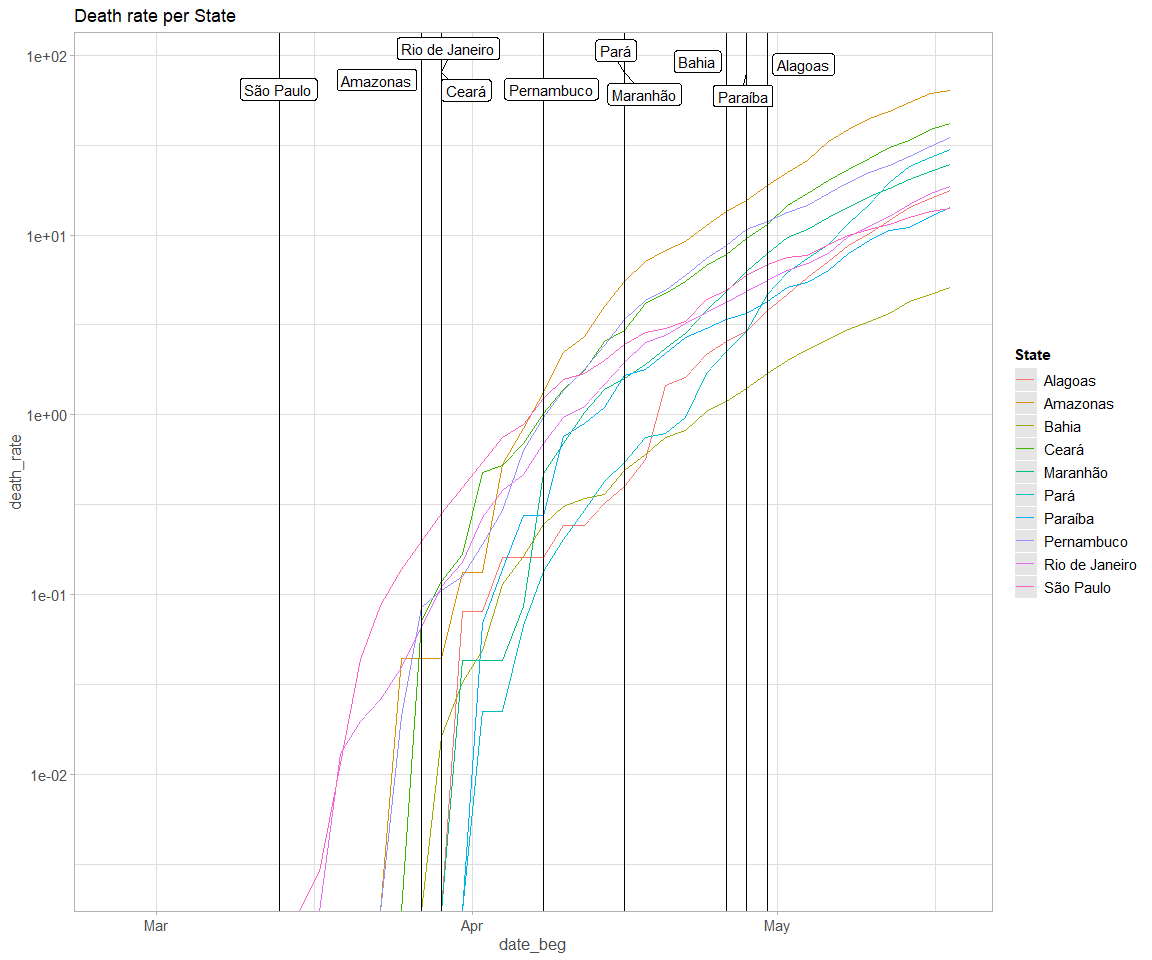 Death rate per State
1e+02
1e+01
1e+00
1e-01
1e-02
death_rate
São Paulo
Amazonas
Rio de Janeiro
Ceará
Pernambuco
Pará
Maranhão
Bahia
Paraíba
Alagoas
Mar
Apr
May
date_beg
State
Alagoas
Amazonas
Bahia
Ceará
Maranhão
Pará
Paraíba
Pernambuco
Rio de Janeiro
São Paulo